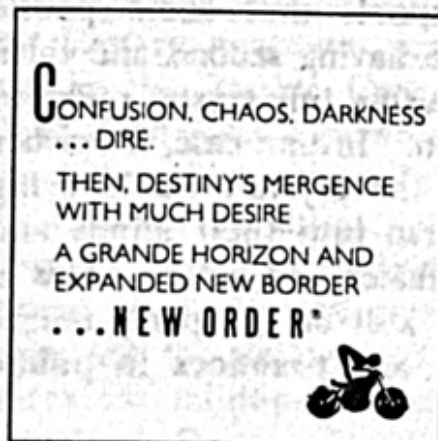 CONFUSION, CHAOS, DARKNESS
... DIRE.
THEN, DESTINY'S MERGENCE
WITH MUCH DESIRE
A GRANDE HORIZON AND
EXPANDED NEW BORDER
...NEW ORDER*